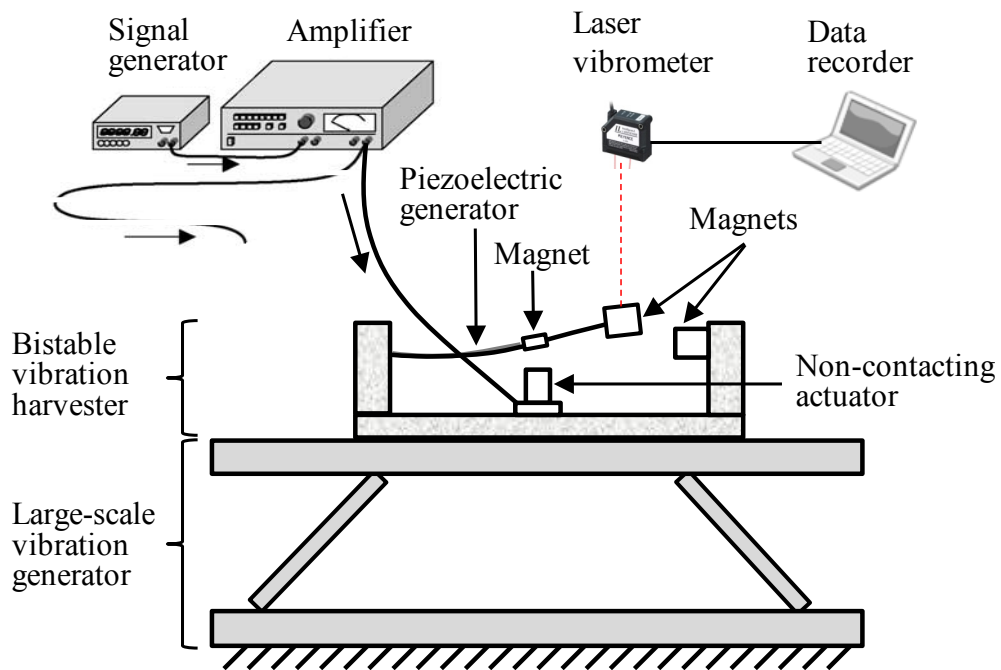 Signal
generator
Amplifier
Laser
vibrometer
Data
recorder
Piezoelectric
generator
Magnet
Magnets
Bistable
vibration
harvester
Non-contacting
actuator
Large-scale
vibration
generator